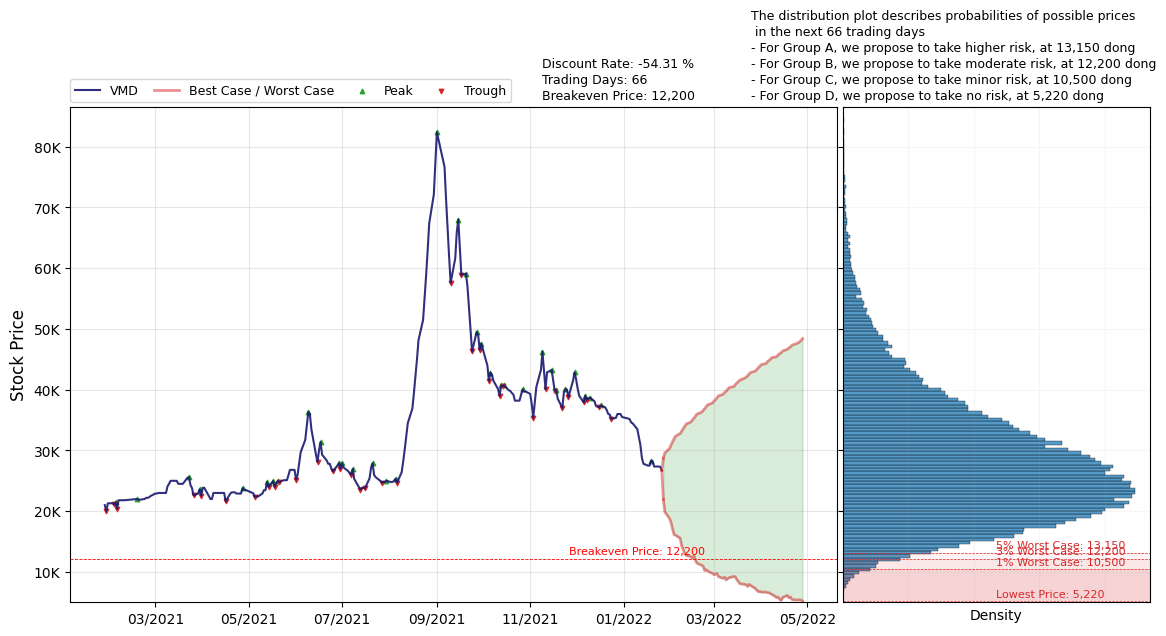 The distribution plot describes probabilities of possible prices
in the next 66 trading days
- For Group A, we propose to take higher risk, at 13,150 dong
- For Group B, we propose to take moderate risk, at 12,200 dong
- For Group C, we propose to take minor risk, at 10,500 dong
- For Group D, we propose to take no risk, at 5,220 dong
Discount Rate: -54.31 %
Trading Days: 66
Breakeven Price: 12,200
VMD
Best Case / Worst Case
Peak
Trough
Stock Price
80K
70K
60K
50K
40K
30K
20K
10K
Breakeven Price: 12,200
5% Worst Case: 13,150
3% Worst Case: 12,200
1% Worst Case: 10,500
Lowest Price: 5,220
03/2021
05/2021
07/2021
09/2021
11/2021
01/2022
03/2022
05/2022
Density